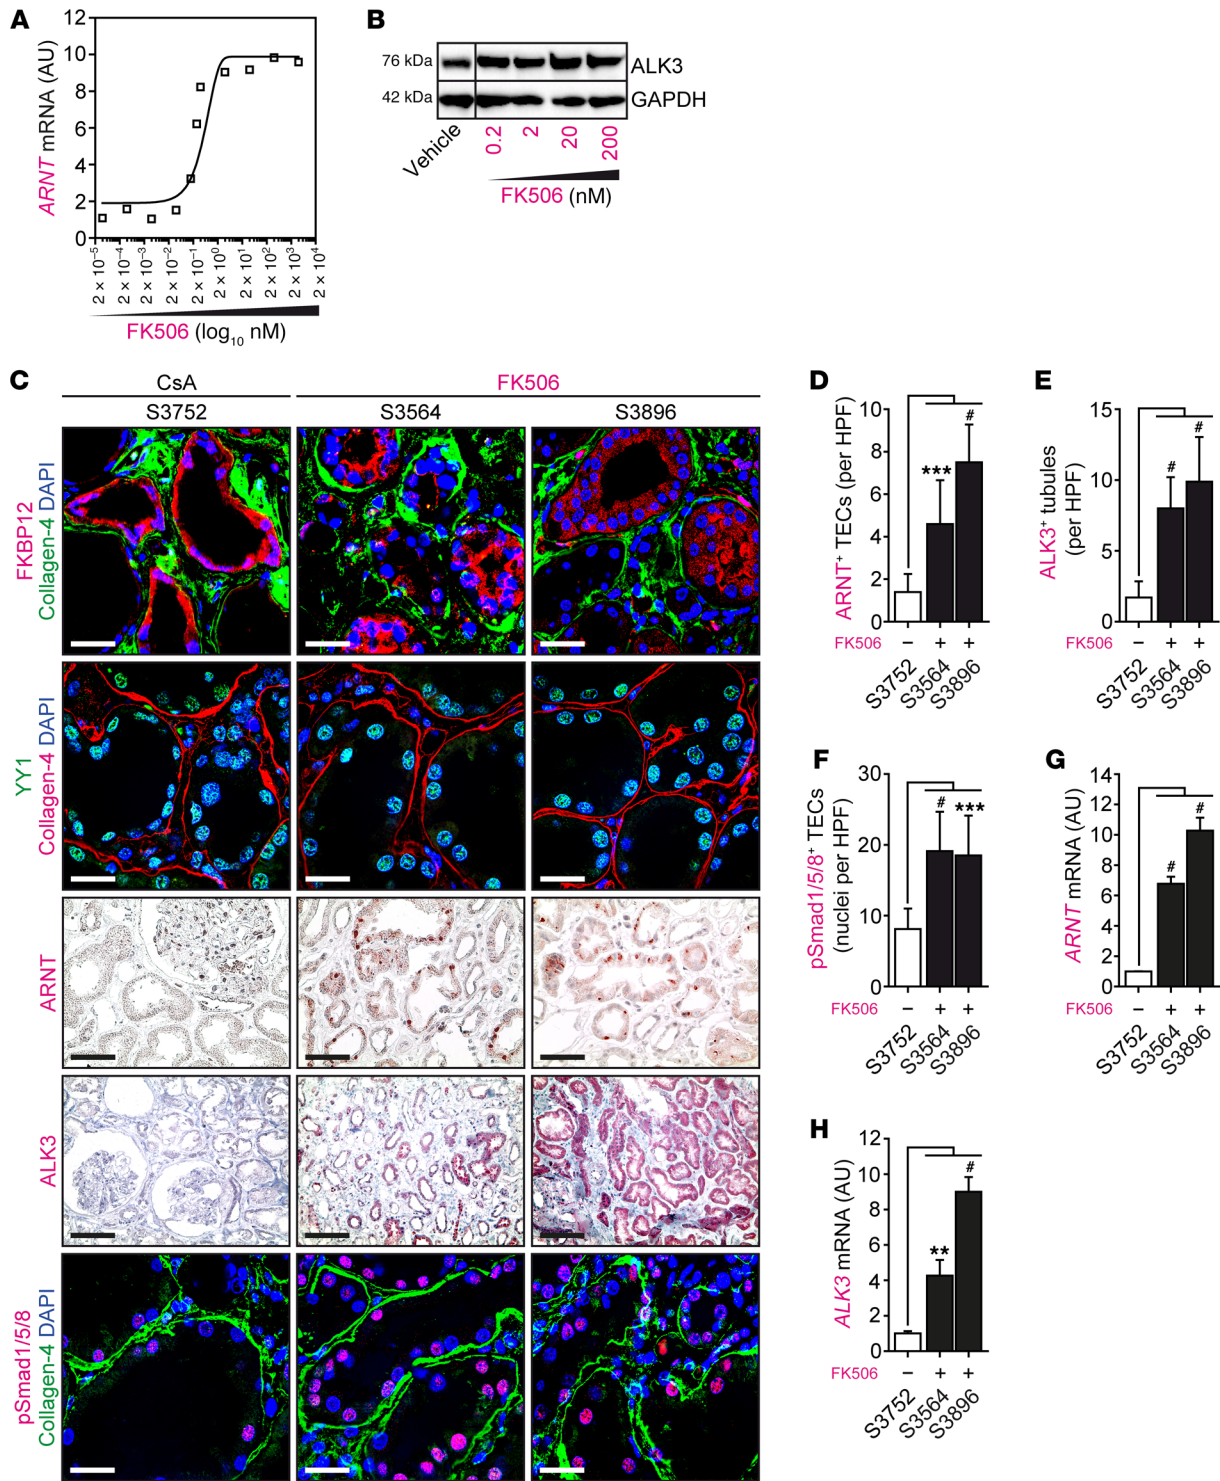 A
ARNT mRNA (AU)
12
10
8
6
4
2
0
2 × 10⁻⁵
2 × 10⁻⁴
2 × 10⁻³
2 × 10⁻²
2 × 10⁻¹
2 × 10⁰
2 × 10¹
2 × 10²
2 × 10³
2 × 10⁴
FK506 (log₁₀ nM)
B
76 kDa
ALK3
42 kDa
GAPDH
Vehicle
0.2
2
20
200
FK506 (nM)
C
CsA
FK506
S3752
S3564
S3896
FKBP12
Collagen-4 DAPI
YY1
Collagen-4 DAPI
ARNT
ALK3
pSmad1/5/8
Collagen-4 DAPI
D
ARNT⁺ TECs (per HPF)
10
8
6
4
2
0
***
#
FK506 − + +
S3752
S3564
S3896
E
ALK3⁺ tubules
(per HPF)
15
10
5
0
#
#
FK506 − + +
S3752
S3564
S3896
F
pSmad1/5/8⁺ TECs
(nuclei per HPF)
30
20
10
0
#
***
FK506 − + +
S3752
S3564
S3896
G
ARNT mRNA (AU)
14
12
10
8
6
4
2
0
#
#
FK506 − + +
S3752
S3564
S3896
H
ALK3 mRNA (AU)
12
10
8
6
4
2
0
**
#
FK506 − + +
S3752
S3564
S3896